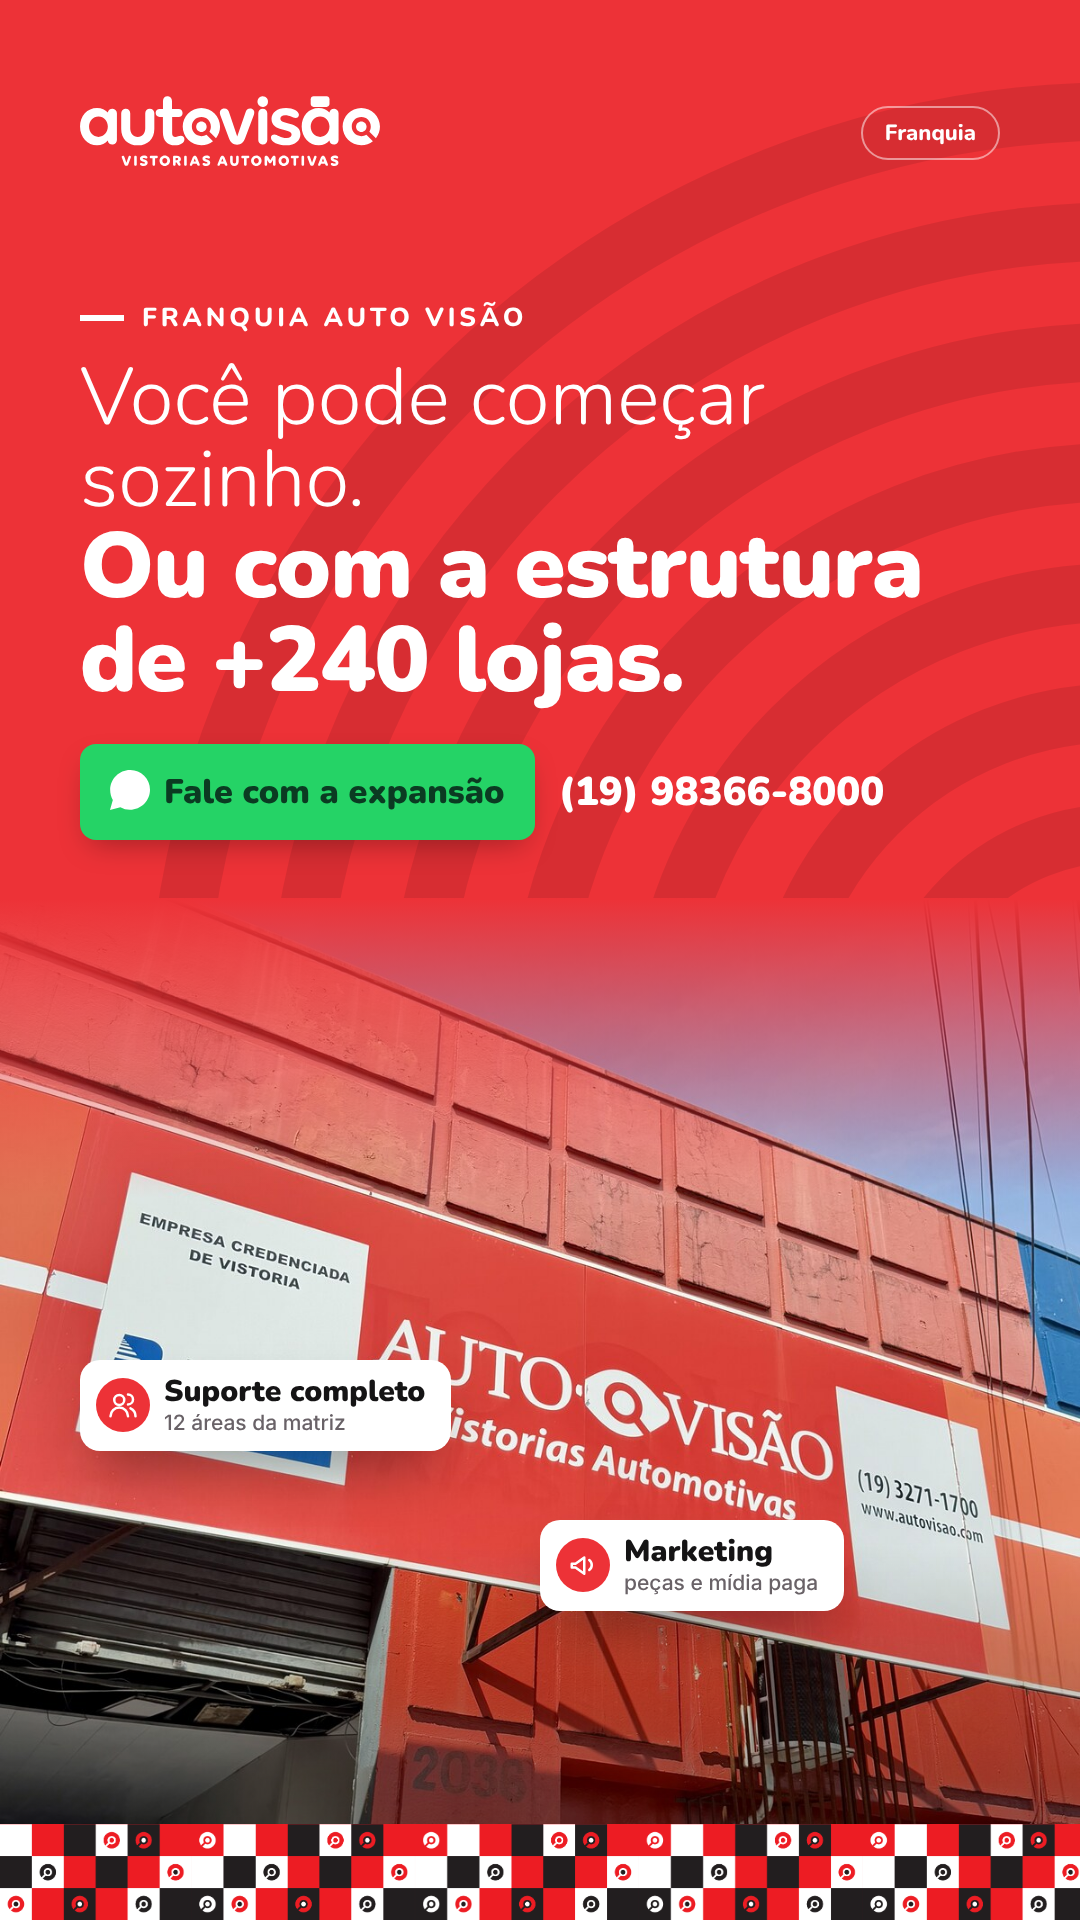 autovisão
VISTORIAS AUTOMOTIVAS
Franquia
FRANQUIA AUTO VISÃO
Você pode começar
sozinho.
Ou com a estrutura
de +240 lojas.
Fale com a expansão
(19) 98366-8000
EMPRESA CREDENCIADA
DE VISTORIA
AUTO VISÃO
Vistorias Automotivas
(19) 3271-1700
www.autovisao.com
Suporte completo
12 áreas da matriz
Marketing
peças e mídia paga
2036